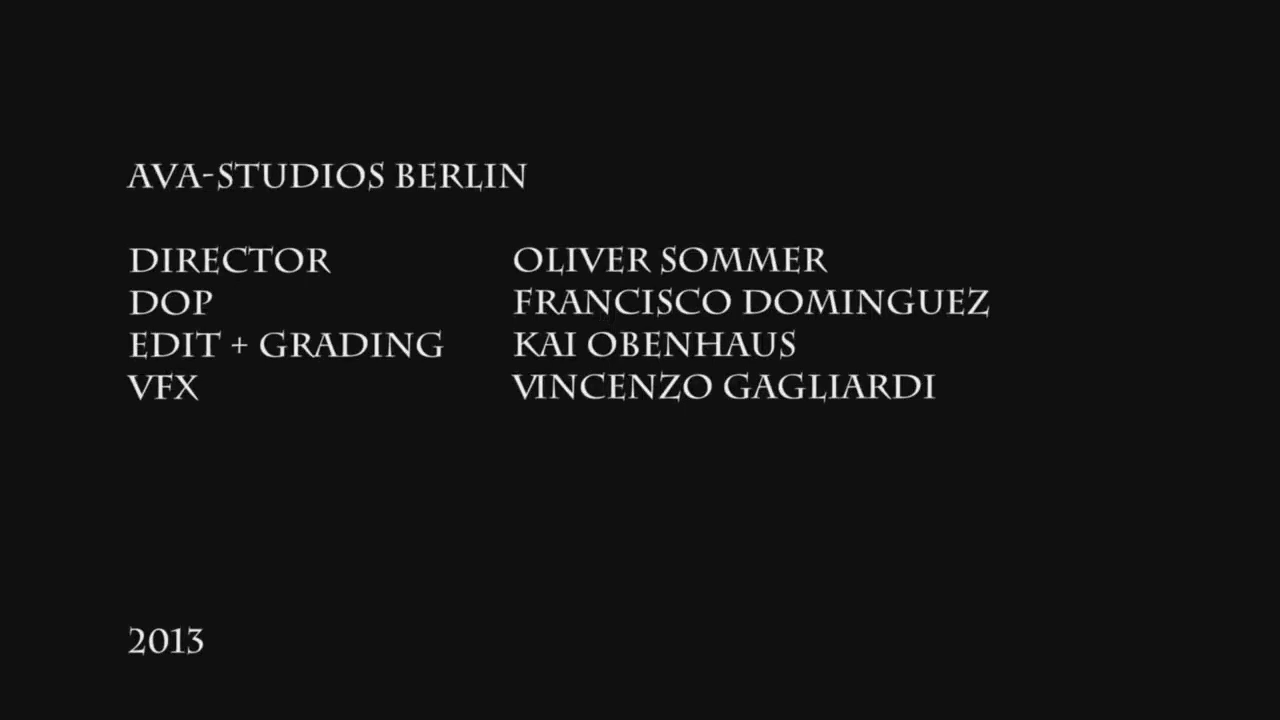 AVA-STUDIOS BERLIN
DIRECTOR OLIVER SOMMER
DOP FRANCISCO DOMINGUEZ
EDIT + GRADING KAI OBENHAUS
VFX VINCENZO GAGLIARDI
2013